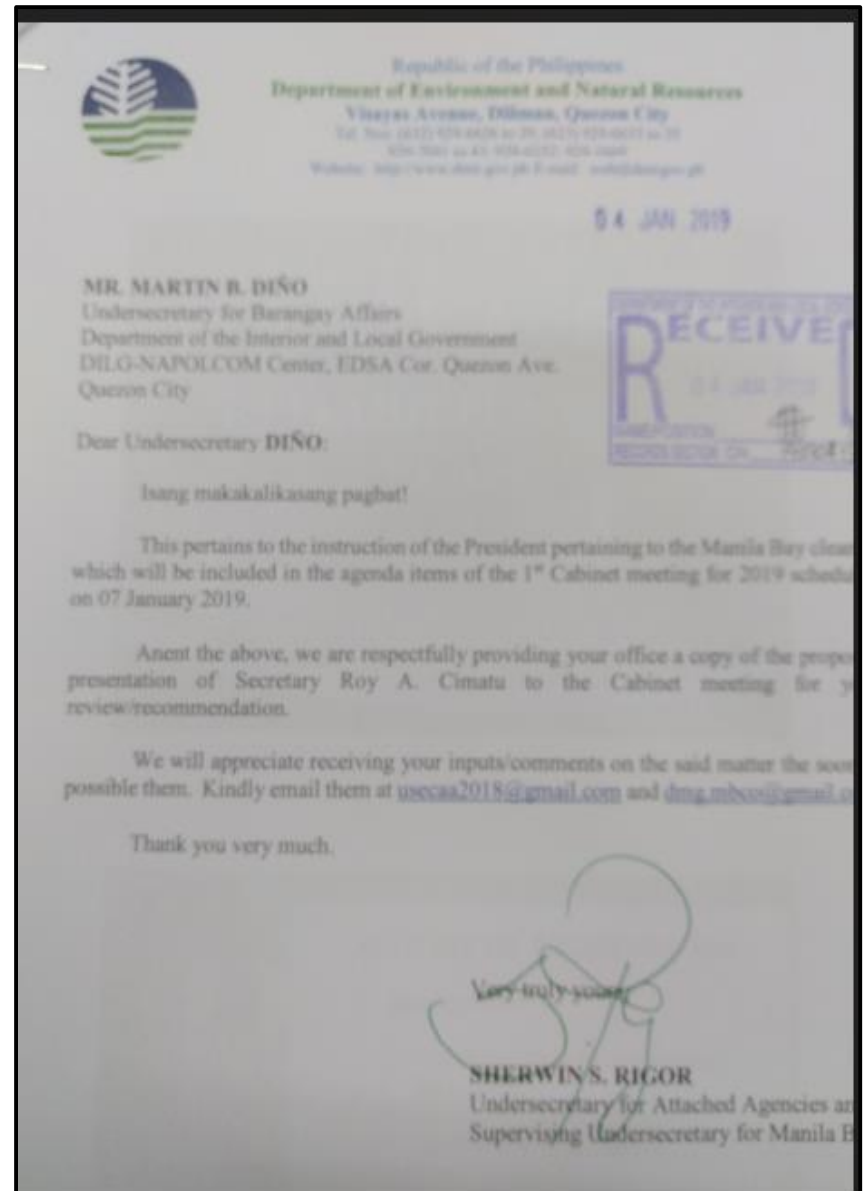 Republic of the Philippines
Department of Environment and Natural Resources
Visayas Avenue, Diliman, Quezon City
04 JAN 2019
MR. MARTIN B. DIÑO
Undersecretary for Barangay Affairs
Department of the Interior and Local Government
DILG-NAPOLCOM Center, EDSA Cor. Quezon Ave.
Quezon City
RECEIVE
Dear Undersecretary DIÑO:
Isang makakalikasang pagbat!
This pertains to the instruction of the President pertaining to the Manila Bay clean
which will be included in the agenda items of the 1st Cabinet meeting for 2019 schedul
on 07 January 2019.
Anent the above, we are respectfully providing your office a copy of the propo
presentation of Secretary Roy A. Cimatu to the Cabinet meeting for y
review/recommendation.
We will appreciate receiving your inputs/comments on the said matter the soon
possible them. Kindly email them at usecaa2018@gmail.com and dmg.mbco@gmail.co
Thank you very much.
Very truly yours,
SHERWIN S. RIGOR
Undersecretary for Attached Agencies an
Supervising Undersecretary for Manila B